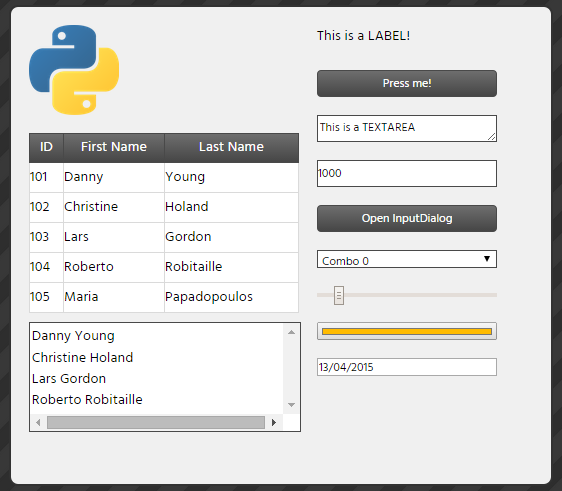 This is a LABEL!
Press me!
This is a TEXTAREA
1000
Open InputDialog
Combo 0
13/04/2015
ID First Name Last Name
101 Danny Young
102 Christine Holand
103 Lars Gordon
104 Roberto Robitaille
105 Maria Papadopoulos
Danny Young
Christine Holand
Lars Gordon
Roberto Robitaille